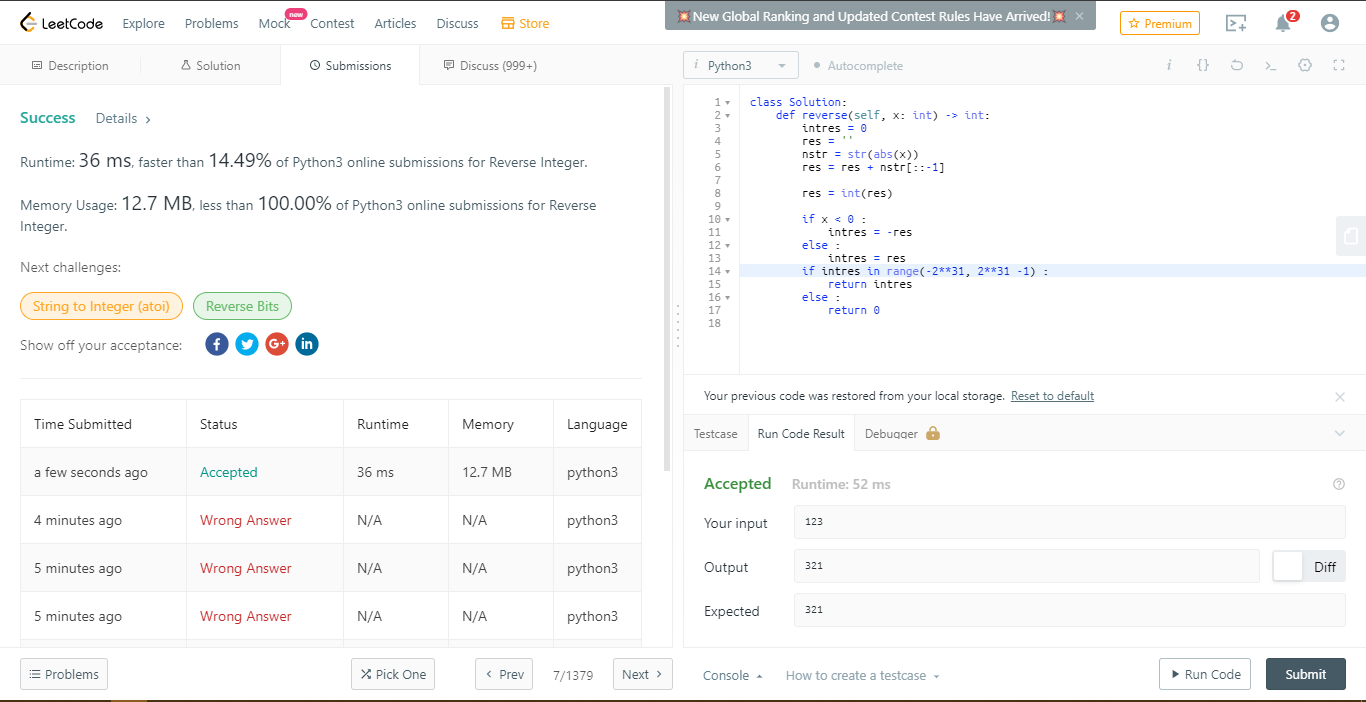 LeetCode Explore Problems Mock new Contest Articles Discuss Store 💥New Global Ranking and Updated Contest Rules Have Arrived!💥 × Premium 2
Description Solution Submissions Discuss (999+)
Success Details >
Runtime: 36 ms, faster than 14.49% of Python3 online submissions for Reverse Integer.
Memory Usage: 12.7 MB, less than 100.00% of Python3 online submissions for Reverse
Integer.
Next challenges:
String to Integer (atoi) Reverse Bits
Show off your acceptance: f G+ in
Time Submitted Status Runtime Memory Language
a few seconds ago Accepted 36 ms 12.7 MB python3
4 minutes ago Wrong Answer N/A N/A python3
5 minutes ago Wrong Answer N/A N/A python3
5 minutes ago Wrong Answer N/A N/A python3
Problems Pick One < Prev 7/1379 Next >
i Python3 Autocomplete i {} >_
1 class Solution:
2     def reverse(self, x: int) -> int:
3         intres = 0
4         res = ''
5         nstr = str(abs(x))
6         res = res + nstr[::-1]
7
8         res = int(res)
9
10         if x < 0 :
11             intres = -res
12         else :
13             intres = res
14         if intres in range(-2**31, 2**31 -1) :
15             return intres
16         else :
17             return 0
18
Your previous code was restored from your local storage. Reset to default ×
Testcase Run Code Result Debugger
Accepted Runtime: 52 ms ?
Your input 123
Output 321 Diff
Expected 321
Console How to create a testcase Run Code Submit